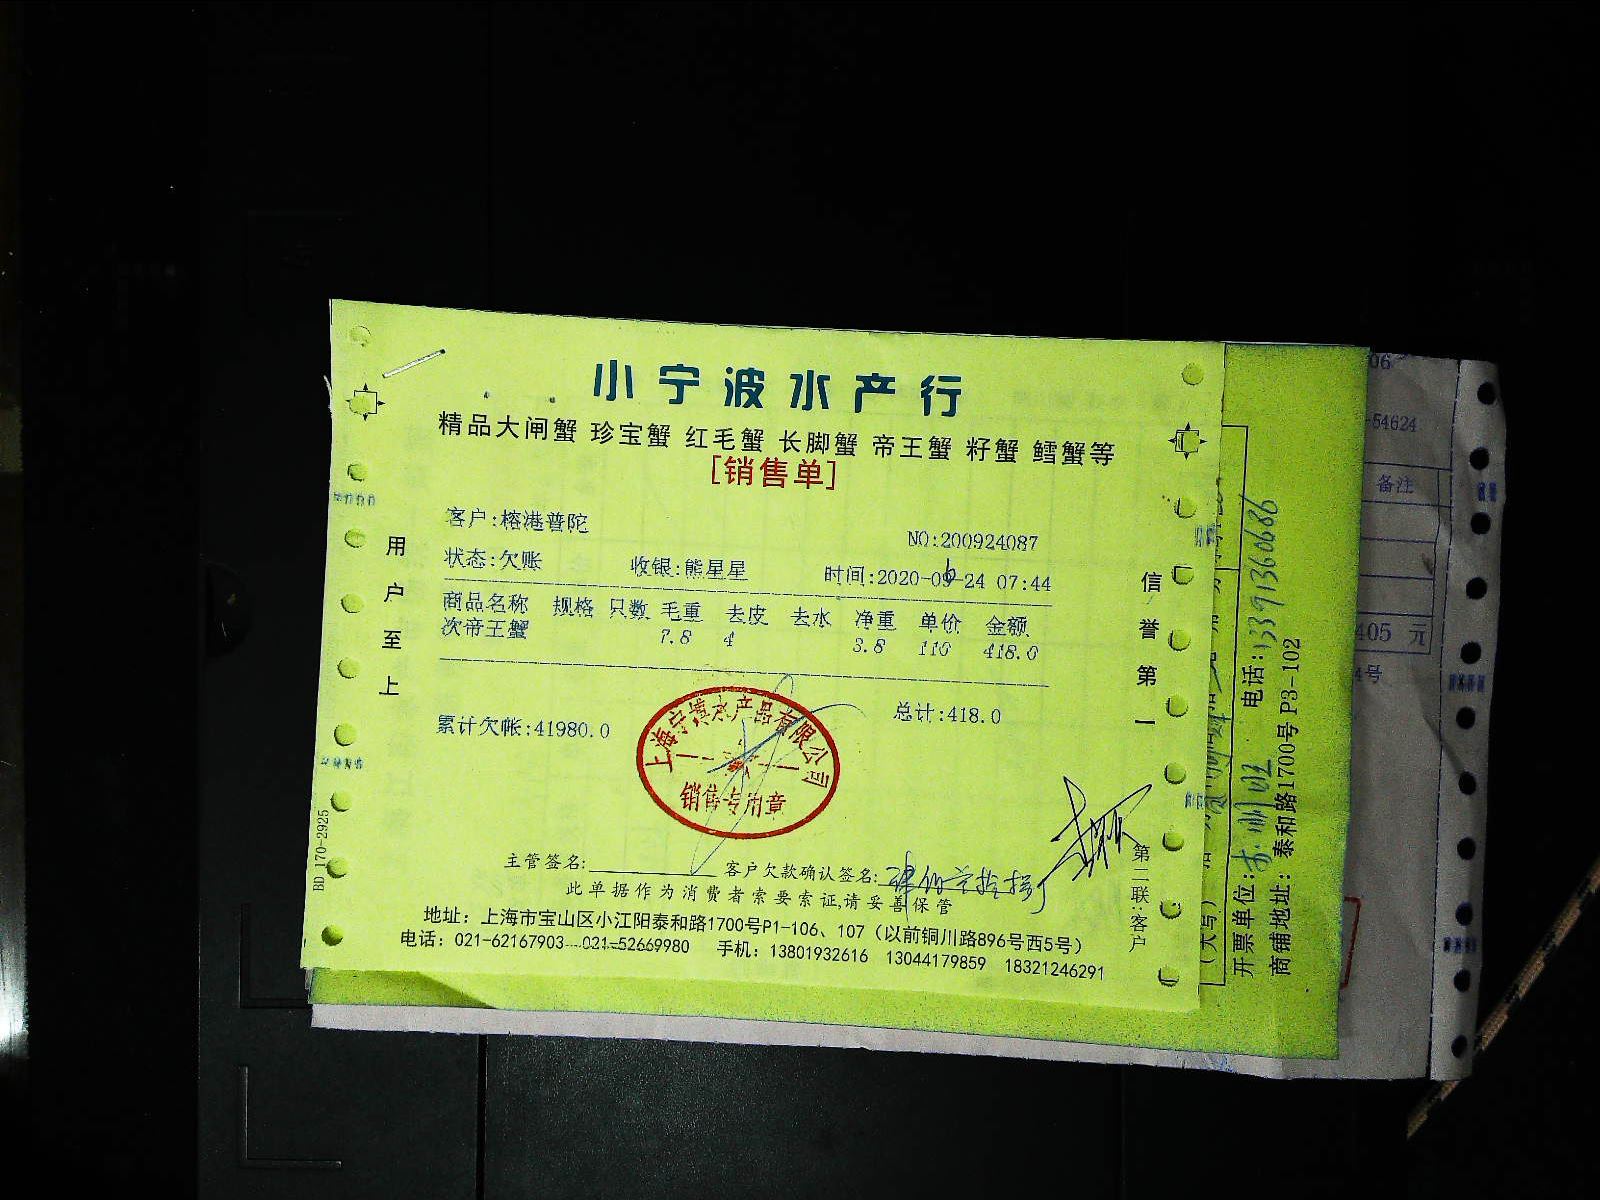 小宁波水产行
精品大闸蟹 珍宝蟹 红毛蟹 长脚蟹 帝王蟹 籽蟹 鳕蟹等
[销售单]
客户:榕港普陀
NO:200924087
状态:欠账 收银:熊星星 时间:2020-09-24 07:44
商品名称 规格 只数 毛重 去皮 去水 净重 单价 金额
次帝王蟹 7.8 4 3.8 110 418.0
累计欠帐:41980.0 总计:418.0
上海宁波水产品有限公司
销售专用章
主管签名: 客户欠款确认签名:
此单据作为消费者索要索证,请妥善保管
地址：上海市宝山区小江阳泰和路1700号P1-106、107（以前铜川路896号西5号）
电话：021-62167903 021-52669980 手机：13801932616 13044179859 18321246291
用户至上
信誉第一
第二联:客户
BD 170-2925
(大写)
开票单位: 电话:13391360686
商铺地址：泰和路1700号 P3-102
06
-54624
备注
405 元
4号